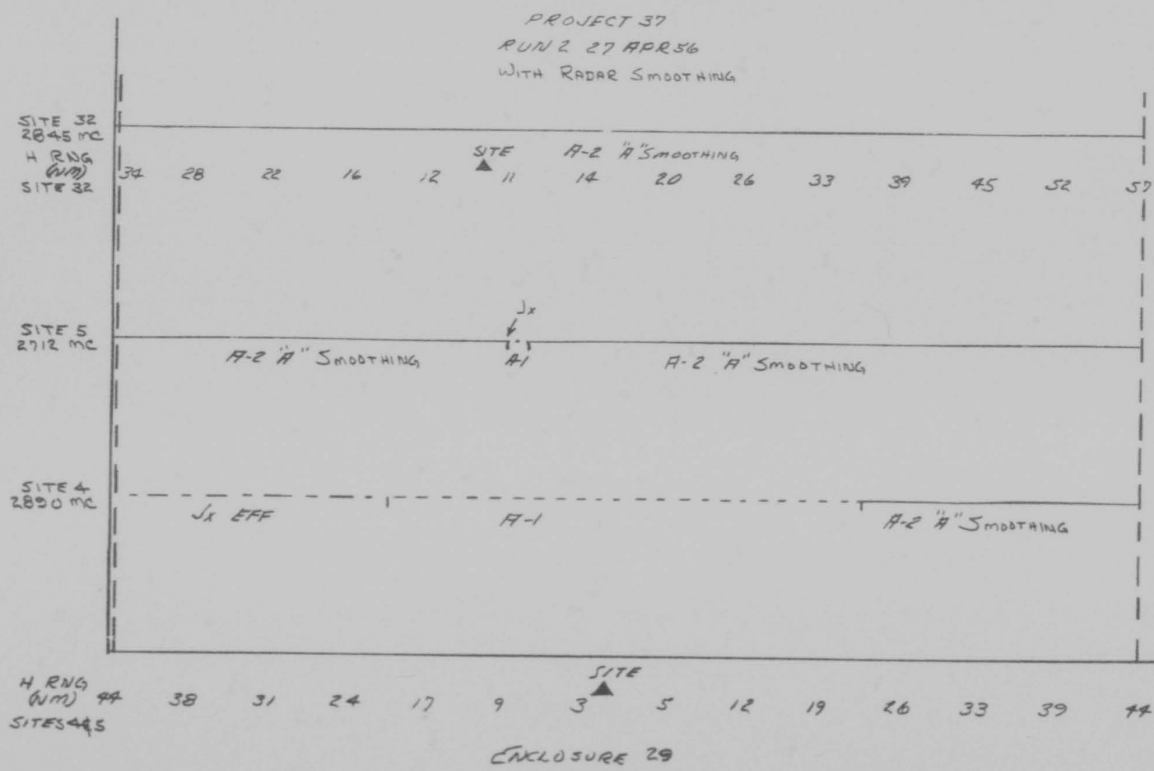 PROJECT 37
RUN 2 27 APR 56
WITH RADAR SMOOTHING
SITE 32
2845 MC
SITE A-2 "A" SMOOTHING
H RNG
(NM)
SITE 32
34 28 22 16 12 11 14 20 26 33 39 45 52 57
Jx
SITE 5
2712 MC
A-2 "A" SMOOTHING A-1 A-2 "A" SMOOTHING
SITE 4
2890 MC
Jx EFF A-1 A-2 "A" SMOOTHING
SITE
H RNG
(NM)
SITES 4&5
44 38 31 24 17 9 3 5 12 19 26 33 39 44
ENCLOSURE 29